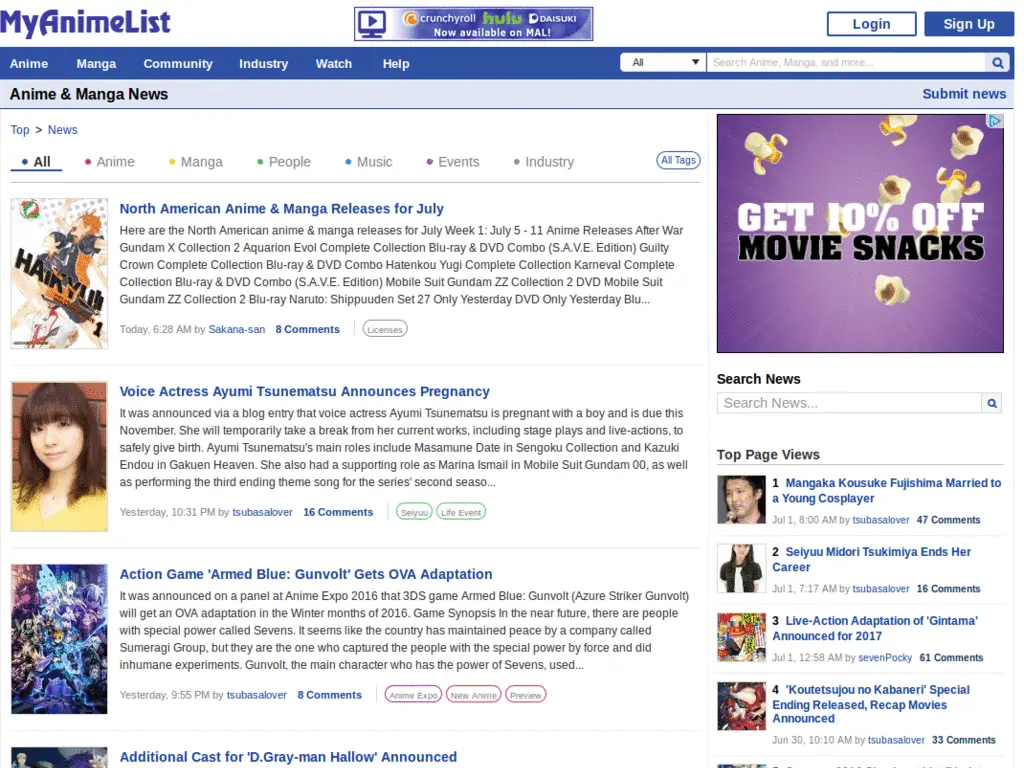 MyAnimeList
crunchyroll hulu DAISUKI
Now available on MAL!
Login
Sign Up
Anime Manga Community Industry Watch Help
All
Search Anime, Manga, and more...
Anime & Manga News
Submit news
Top > News
All Anime Manga People Music Events Industry
All Tags
North American Anime & Manga Releases for July
Here are the North American anime & manga releases for July Week 1: July 5 - 11 Anime Releases After War
Gundam X Collection 2 Aquarion Evol Complete Collection Blu-ray & DVD Combo (S.A.V.E. Edition) Guilty
Crown Complete Collection Blu-ray & DVD Combo Hatenkou Yugi Complete Collection Karneval Complete
Collection Blu-ray & DVD Combo (S.A.V.E. Edition) Mobile Suit Gundam ZZ Collection 2 DVD Mobile Suit
Gundam ZZ Collection 2 Blu-ray Naruto: Shippuuden Set 27 Only Yesterday DVD Only Yesterday Blu...
Today, 6:28 AM by Sakana-san 8 Comments
Licenses
HAIKYU!!
1
Voice Actress Ayumi Tsunematsu Announces Pregnancy
It was announced via a blog entry that voice actress Ayumi Tsunematsu is pregnant with a boy and is due this
November. She will temporarily take a break from her current works, including stage plays and live-actions, to
safely give birth. Ayumi Tsunematsu's main roles include Masamune Date in Sengoku Collection and Kazuki
Endou in Gakuen Heaven. She also had a supporting role as Marina Ismail in Mobile Suit Gundam 00, as well
as performing the third ending theme song for the series' second seaso...
Yesterday, 10:31 PM by tsubasalover 16 Comments
Seiyuu Life Event
Action Game 'Armed Blue: Gunvolt' Gets OVA Adaptation
It was announced on a panel at Anime Expo 2016 that 3DS game Armed Blue: Gunvolt (Azure Striker Gunvolt)
will get an OVA adaptation in the Winter months of 2016. Game Synopsis In the near future, there are people
with special power called Sevens. It seems like the country has maintained peace by a company called
Sumeragi Group, but they are the one who captured the people with the special power by force and did
inhumane experiments. Gunvolt, the main character who has the power of Sevens, used...
Yesterday, 9:55 PM by tsubasalover 8 Comments
Anime Expo New Anime Preview
Additional Cast for 'D.Gray-man Hallow' Announced
GET 10% OFF
MOVIE SNACKS
Search News
Search News...
Top Page Views
1 Mangaka Kousuke Fujishima Married to
a Young Cosplayer
Jul 1, 8:00 AM by tsubasalover 47 Comments
2 Seiyuu Midori Tsukimiya Ends Her
Career
Jul 1, 7:17 AM by tsubasalover 16 Comments
3 Live-Action Adaptation of 'Gintama'
Announced for 2017
Jul 1, 12:58 AM by sevenPocky 61 Comments
4 'Koutetsujou no Kabaneri' Special
Ending Released, Recap Movies
Announced
Jun 30, 10:10 AM by tsubasalover 33 Comments